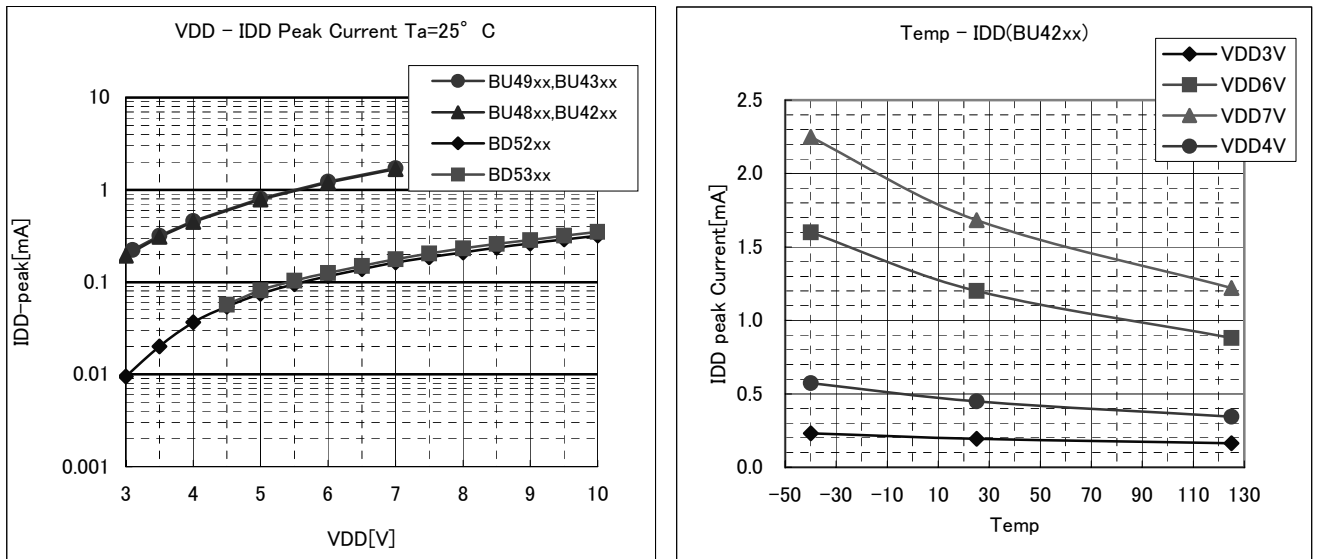 VDD - IDD Peak Current Ta=25° C
BU49xx,BU43xx
BU48xx,BU42xx
BD52xx
BD53xx
IDD-peak[mA]
10
1
0.1
0.01
0.001
3 4 5 6 7 8 9 10
VDD[V]
Temp - IDD(BU42xx)
VDD3V
VDD6V
VDD7V
VDD4V
IDD peak Current[mA]
2.5
2.0
1.5
1.0
0.5
0.0
-50 -30 -10 10 30 50 70 90 110 130
Temp